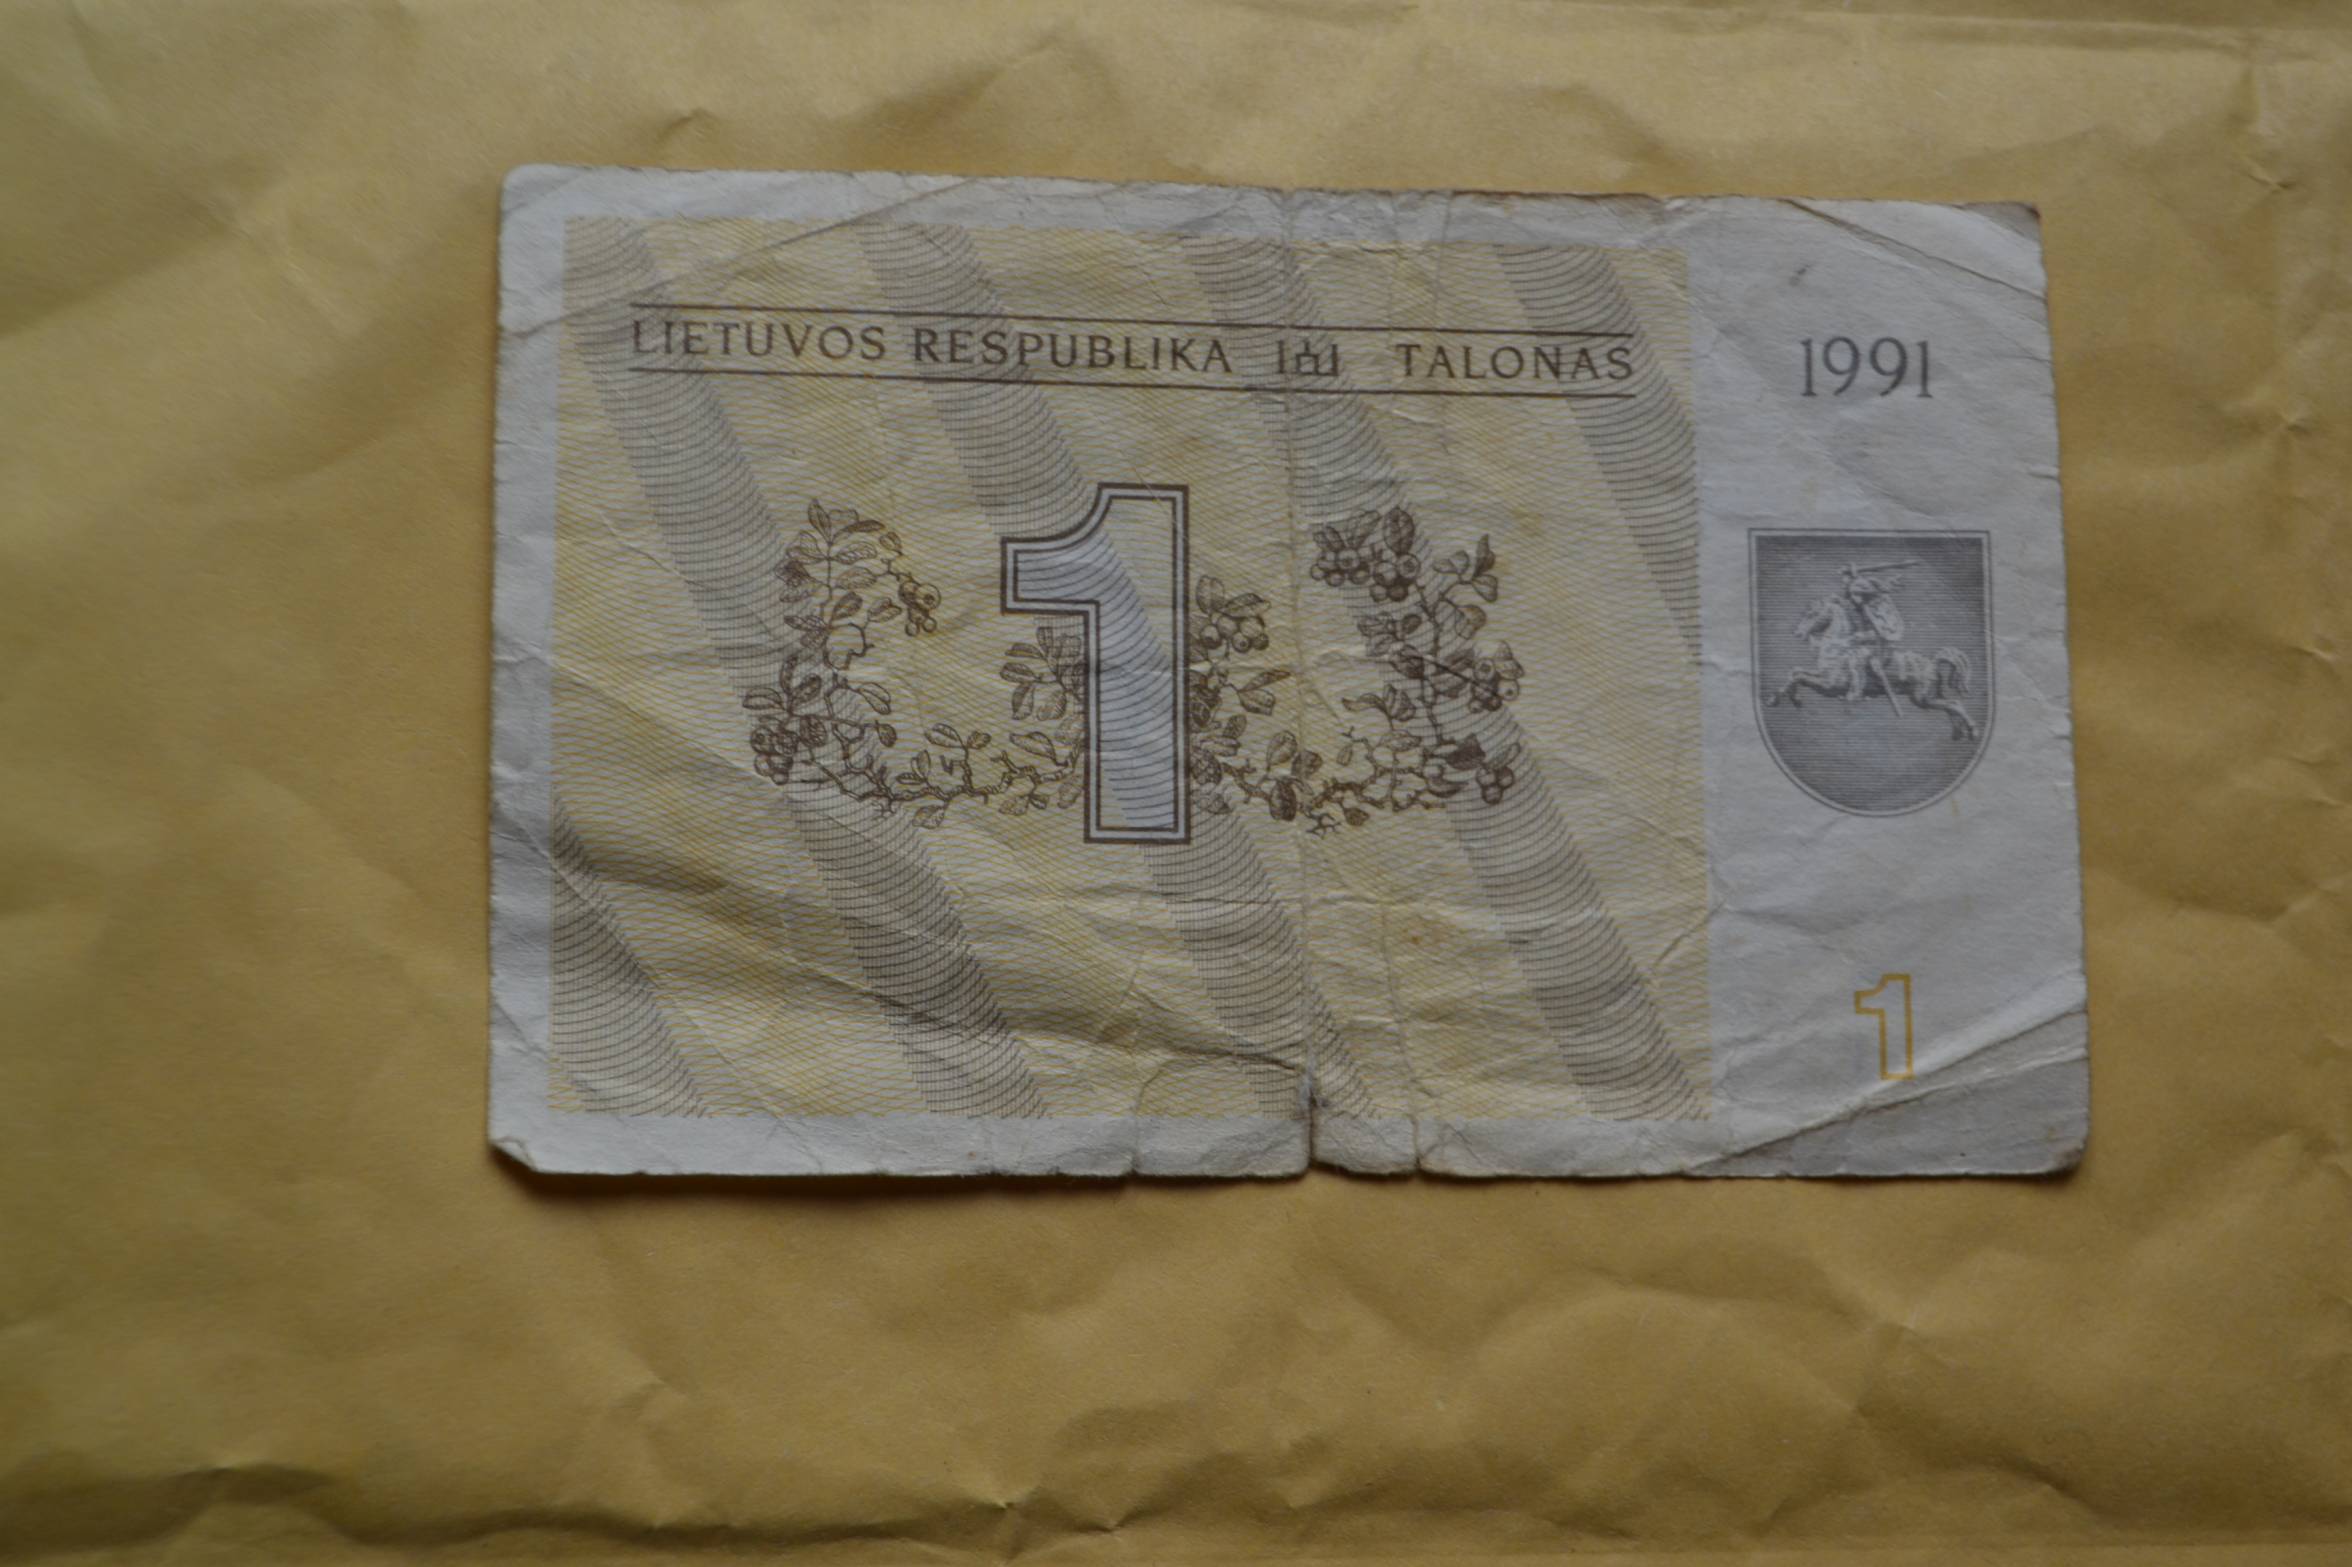 LIETUVOS RESPUBLIKA TALONAS
1991
1
1